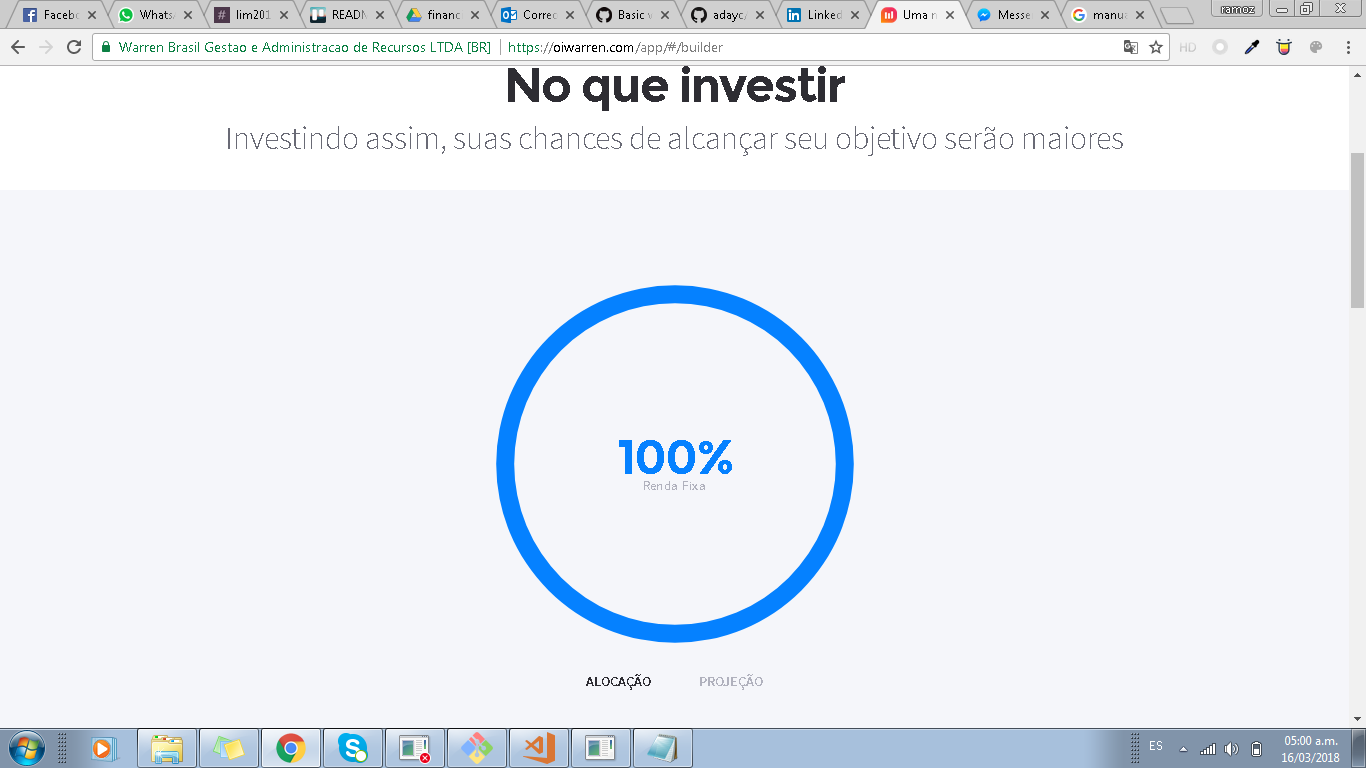 Faceb
Whats
lim201
READM
financ
Correc
Basic
adayc
Linked
Uma
Messe
manu
ramoz
Warren Brasil Gestao e Administracao de Recursos LTDA [BR]
https://oiwarren.com/app/#/builder
HD
No que investir
Investindo assim, suas chances de alcançar seu objetivo serão maiores
100%
Renda Fixa
ALOCAÇÃO
PROJEÇÃO
ES
05:00 a.m.
16/03/2018